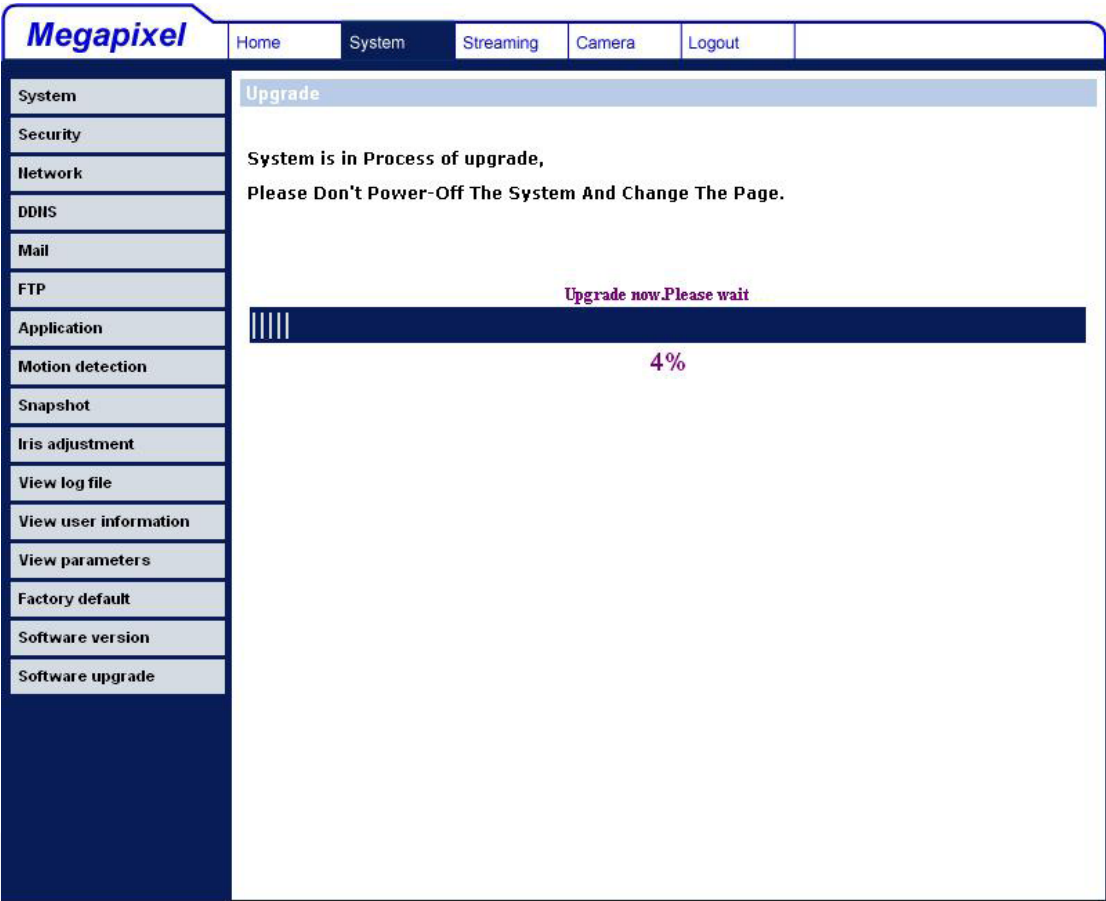 Megapixel
Home
System
Streaming
Camera
Logout
System
Security
Network
DDNS
Mail
FTP
Application
Motion detection
Snapshot
Iris adjustment
View log file
View user information
View parameters
Factory default
Software version
Software upgrade
Upgrade
System is in Process of upgrade,
Please Don't Power-Off The System And Change The Page.
Upgrade now.Please wait
4%